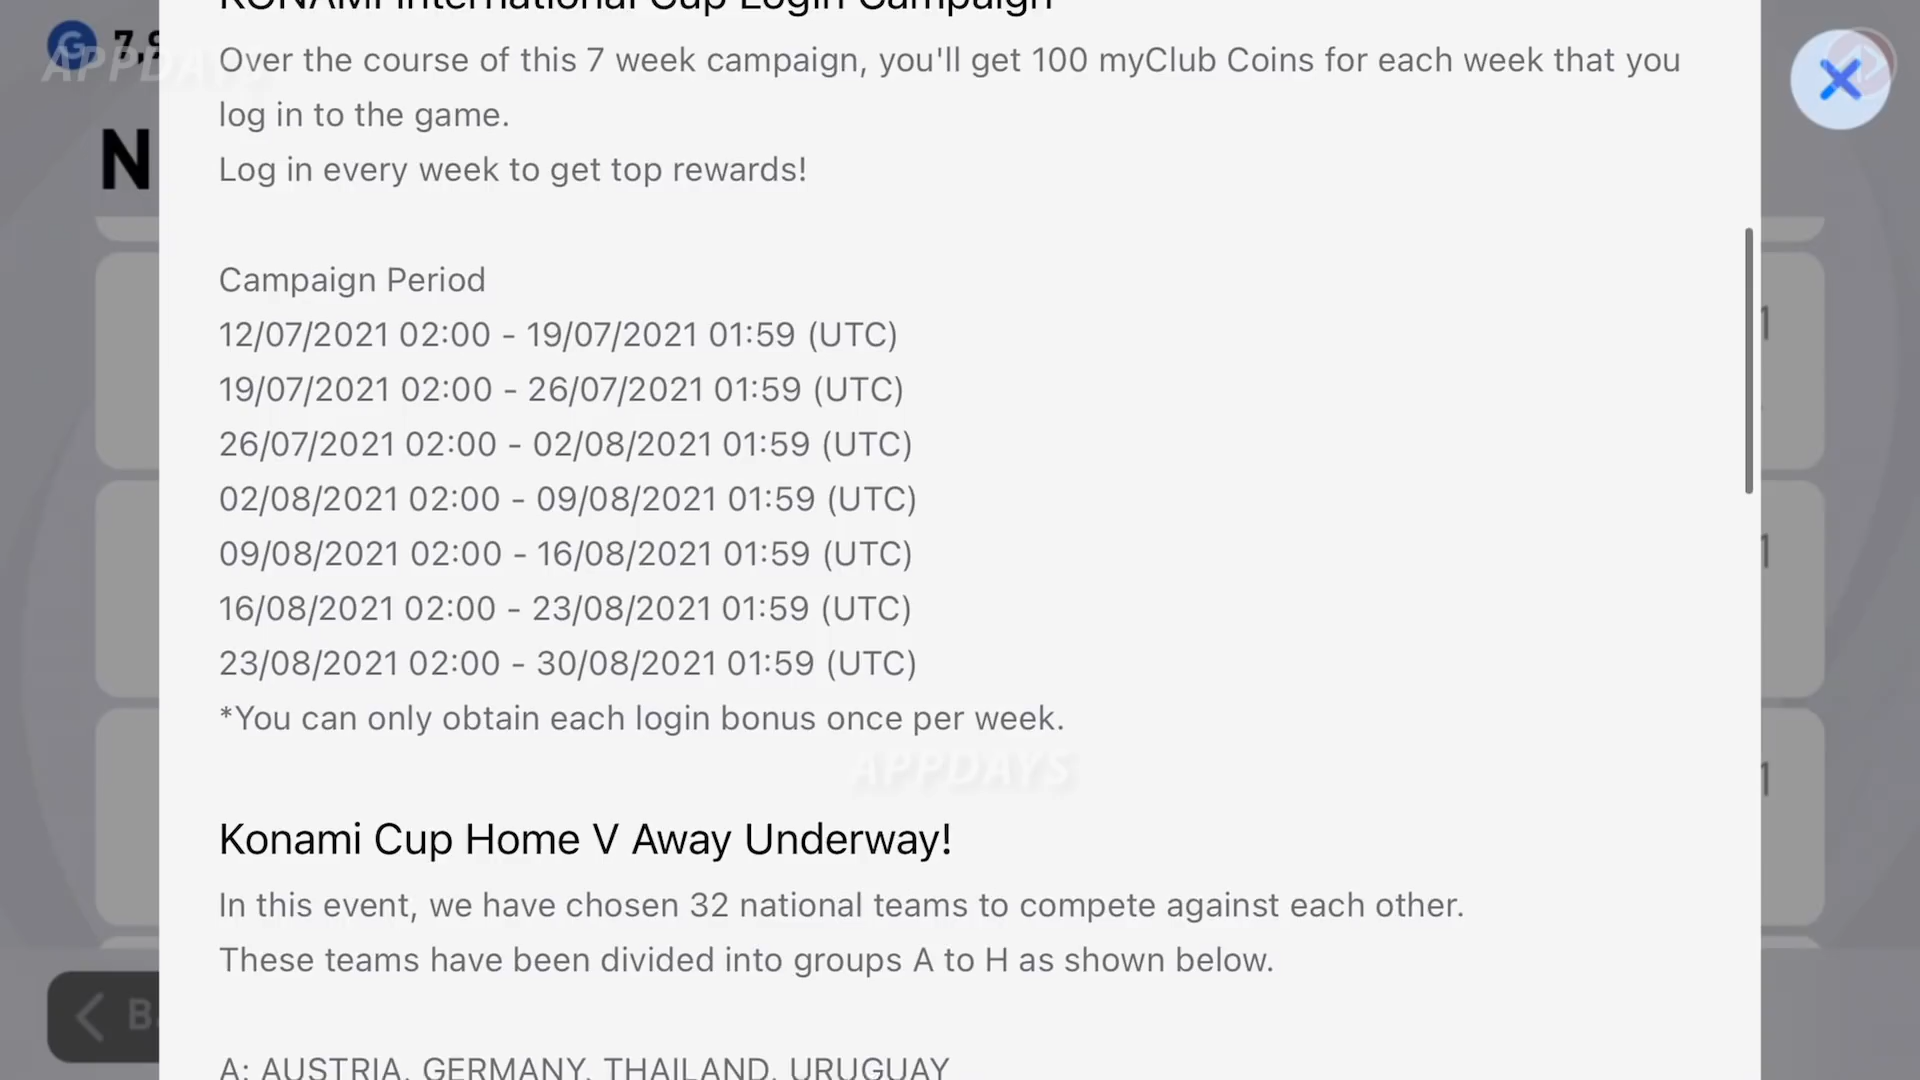 KONAMI International Cup Login Campaign
APPDAYS
Over the course of this 7 week campaign, you'll get 100 myClub Coins for each week that you
log in to the game.
Log in every week to get top rewards!
Campaign Period
12/07/2021 02:00 - 19/07/2021 01:59 (UTC)
19/07/2021 02:00 - 26/07/2021 01:59 (UTC)
26/07/2021 02:00 - 02/08/2021 01:59 (UTC)
02/08/2021 02:00 - 09/08/2021 01:59 (UTC)
09/08/2021 02:00 - 16/08/2021 01:59 (UTC)
16/08/2021 02:00 - 23/08/2021 01:59 (UTC)
23/08/2021 02:00 - 30/08/2021 01:59 (UTC)
*You can only obtain each login bonus once per week.
APPDAYS
Konami Cup Home V Away Underway!
In this event, we have chosen 32 national teams to compete against each other.
These teams have been divided into groups A to H as shown below.
A: AUSTRIA, GERMANY, THAILAND, URUGUAY